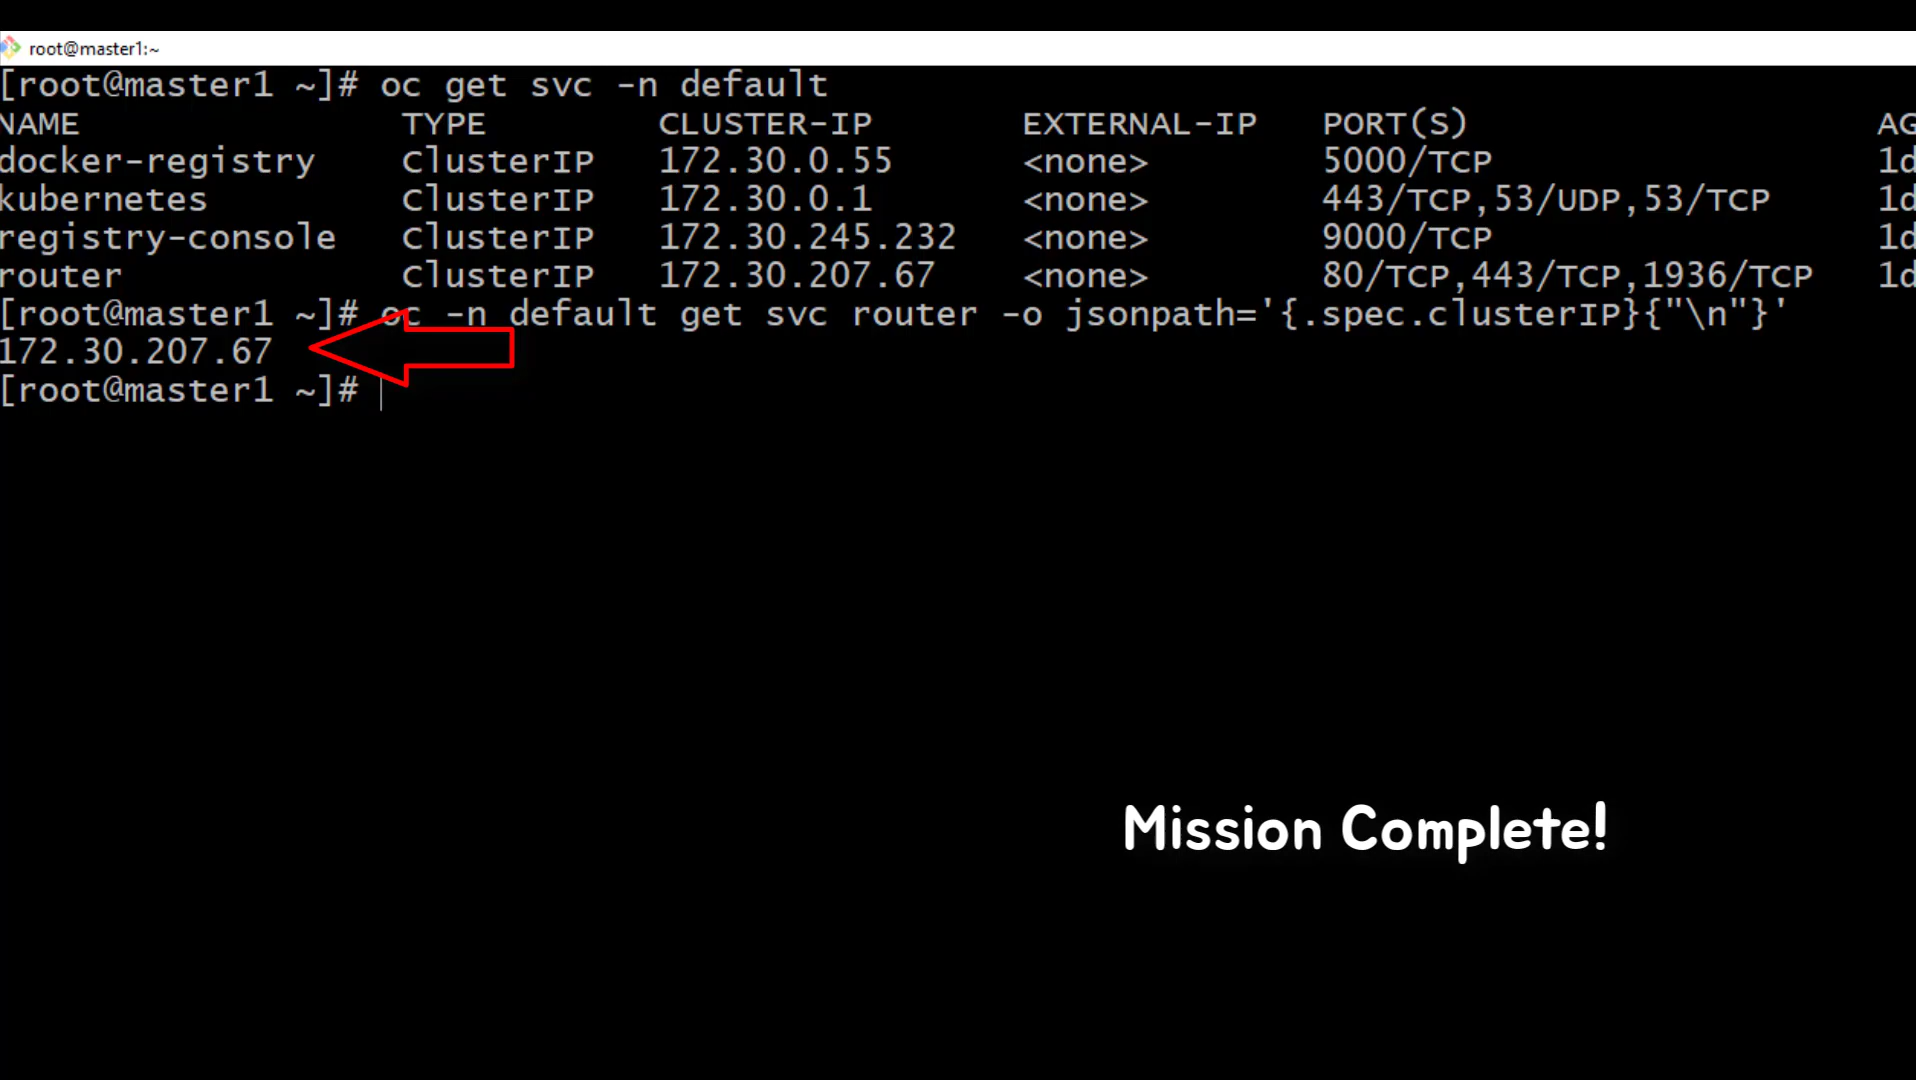 root@master1:~
[root@master1 ~]# oc get svc -n default
NAME TYPE CLUSTER-IP EXTERNAL-IP PORT(S) AG
docker-registry ClusterIP 172.30.0.55 <none> 5000/TCP 1d
kubernetes ClusterIP 172.30.0.1 <none> 443/TCP,53/UDP,53/TCP 1d
registry-console ClusterIP 172.30.245.232 <none> 9000/TCP 1d
router ClusterIP 172.30.207.67 <none> 80/TCP,443/TCP,1936/TCP 1d
[root@master1 ~]# oc -n default get svc router -o jsonpath='{.spec.clusterIP}{"\n"}'
172.30.207.67
[root@master1 ~]#
Mission Complete!